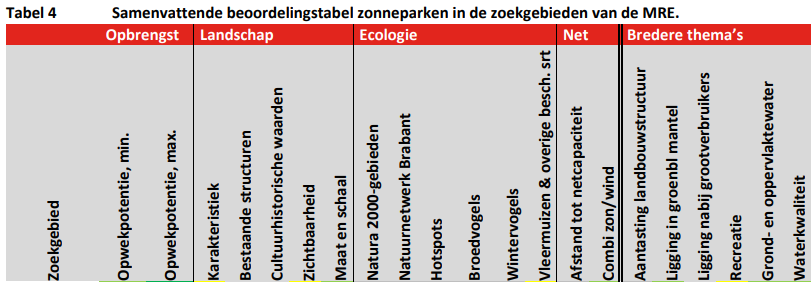 Tabel 4 Samenvattende beoordelingstabel zonneparken in de zoekgebieden van de MRE.
Opbrengst Landschap Ecologie Net Bredere thema's
Zoekgebied
Opwekpotentie, min.
Opwekpotentie, max.
Karakteristiek
Bestaande structuren
Cultuurhistorische waarden
Zichtbaarheid
Maat en schaal
Natura 2000-gebieden
Natuurnetwerk Brabant
Hotspots
Broedvogels
Wintervogels
Vleermuizen & overige besch. srt
Afstand tot netcapaciteit
Combi zon/wind
Aantasting landbouwstructuur
Ligging in groenbl mantel
Ligging nabij grootverbruikers
Recreatie
Grond- en oppervlaktewater
Waterkwaliteit